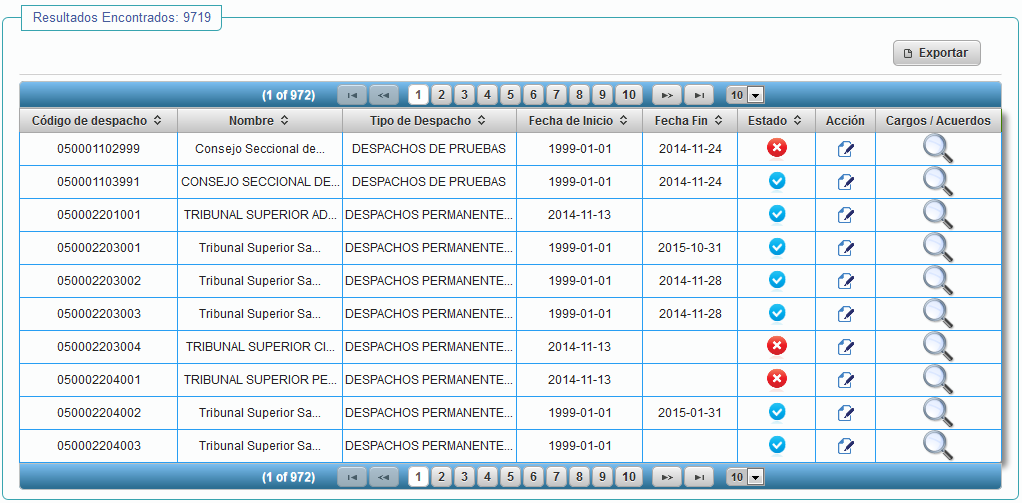 Resultados Encontrados: 9719
Exportar
(1 of 972) 1 2 3 4 5 6 7 8 9 10 10
Código de despacho Nombre Tipo de Despacho Fecha de Inicio Fecha Fin Estado Acción Cargos / Acuerdos
050001102999 Consejo Seccional de... DESPACHOS DE PRUEBAS 1999-01-01 2014-11-24
050001103991 CONSEJO SECCIONAL DE... DESPACHOS DE PRUEBAS 1999-01-01 2014-11-24
050002201001 TRIBUNAL SUPERIOR AD... DESPACHOS PERMANENTE... 2014-11-13
050002203001 Tribunal Superior Sa... DESPACHOS PERMANENTE... 1999-01-01 2015-10-31
050002203002 Tribunal Superior Sa... DESPACHOS PERMANENTE... 1999-01-01 2014-11-28
050002203003 Tribunal Superior Sa... DESPACHOS PERMANENTE... 1999-01-01 2014-11-28
050002203004 TRIBUNAL SUPERIOR CI... DESPACHOS PERMANENTE... 2014-11-13
050002204001 TRIBUNAL SUPERIOR PE... DESPACHOS PERMANENTE... 2014-11-13
050002204002 Tribunal Superior Sa... DESPACHOS PERMANENTE... 1999-01-01 2015-01-31
050002204003 Tribunal Superior Sa... DESPACHOS PERMANENTE... 1999-01-01
(1 of 972) 1 2 3 4 5 6 7 8 9 10 10